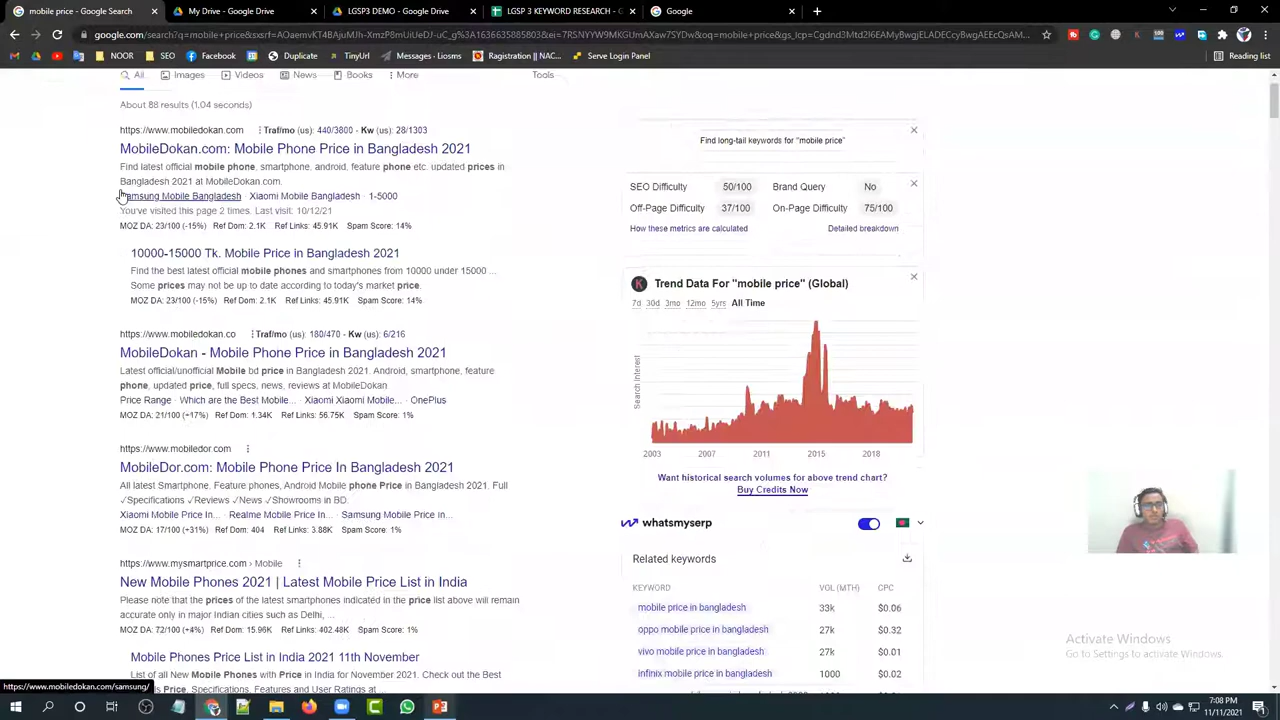 mobile price - Google Search
My Drive - Google Drive
LGSP3 DEMO - Google Drive
LGSP 3 KEYWORD RESEARCH - G
Google
NOOR
SEO
Facebook
Duplicate
TinyUrl
Messages - Liosms
Registration || NAC...
Serve Login Panel
Reading list
All
Images
Videos
News
Books
More
Tools
About 88 results (1.04 seconds)
https://www.mobiledokan.com
Traf/mo (us): 440/3800 - Kw (us): 28/1303
MobileDokan.com: Mobile Phone Price in Bangladesh 2021
Find latest official mobile phone, smartphone, android, feature phone etc. updated prices in
Bangladesh 2021 at MobileDokan.com.
Samsung Mobile Bangladesh · Xiaomi Mobile Bangladesh · 1-5000
You've visited this page 2 times. Last visit: 10/12/21
MOZ DA: 23/100 (-15%) Ref Dom: 2.1K Ref Links: 45.91K Spam Score: 14%
10000-15000 Tk. Mobile Price in Bangladesh 2021
Find the best latest official mobile phones and smartphones from 10000 under 15000 ...
Some prices may not be up to date according to today's market price.
MOZ DA: 23/100 (-15%) Ref Dom: 2.1K Ref Links: 45.91K Spam Score: 14%
https://www.mobiledokan.co
Traf/mo (us): 180/470 - Kw (us): 6/216
MobileDokan - Mobile Phone Price in Bangladesh 2021
Latest official/unofficial Mobile bd price in Bangladesh 2021. Android, smartphone, feature
phone, updated price, full specs, news, reviews at MobileDokan
Price Range · Which are the Best Mobile... · Xiaomi Xiaomi Mobile... · OnePlus
MOZ DA: 21/100 (+17%) Ref Dom: 1.34K Ref Links: 56.75K Spam Score: 1%
https://www.mobiledor.com
MobileDor.com: Mobile Phone Price In Bangladesh 2021
All latest Smartphone. Feature phones, Android Mobile phone Price in Bangladesh 2021. Full
✓Specifications ✓Reviews ✓News ✓Showrooms in BD.
Xiaomi Mobile Price In... · Realme Mobile Price In... · Samsung Mobile Price In...
MOZ DA: 17/100 (+31%) Ref Dom: 404 Ref Links: 3.88K Spam Score: 1%
https://www.mysmartprice.com › Mobile
New Mobile Phones 2021 | Latest Mobile Price List in India
Please note that the prices of the latest smartphones indicated in the price list above will remain
accurate only in major Indian cities such as Delhi, ...
MOZ DA: 72/100 (+4%) Ref Dom: 15.96K Ref Links: 402.48K Spam Score: 1%
Mobile Phones Price List in India 2021 11th November
List of all New Mobile Phones with Price in India for November 2021. Check out the Best
Price, Specifications, Features and User Ratings at ...
https://www.mobiledokan.com/samsung/
Find long-tail keywords for "mobile price"
SEO Difficulty 50/100 Brand Query No
Off-Page Difficulty 37/100 On-Page Difficulty 75/100
How these metrics are calculated
Detailed breakdown
Trend Data For "mobile price" (Global)
7d 30d 3mo 12mo 5yrs All Time
Search Interest
2003 2007 2011 2015 2018
Want historical search volumes for above trend chart?
Buy Credits Now
whatsmyserp
Related keywords
KEYWORD VOL (MTH) CPC
mobile price in bangladesh 33k $0.06
oppo mobile price in bangladesh 27k $0.32
vivo mobile price in bangladesh 27k $0.01
infinix mobile price in bangladesh 1000 $0.02
Activate Windows
Go to Settings to activate Windows.
7:08 PM
11/11/2021